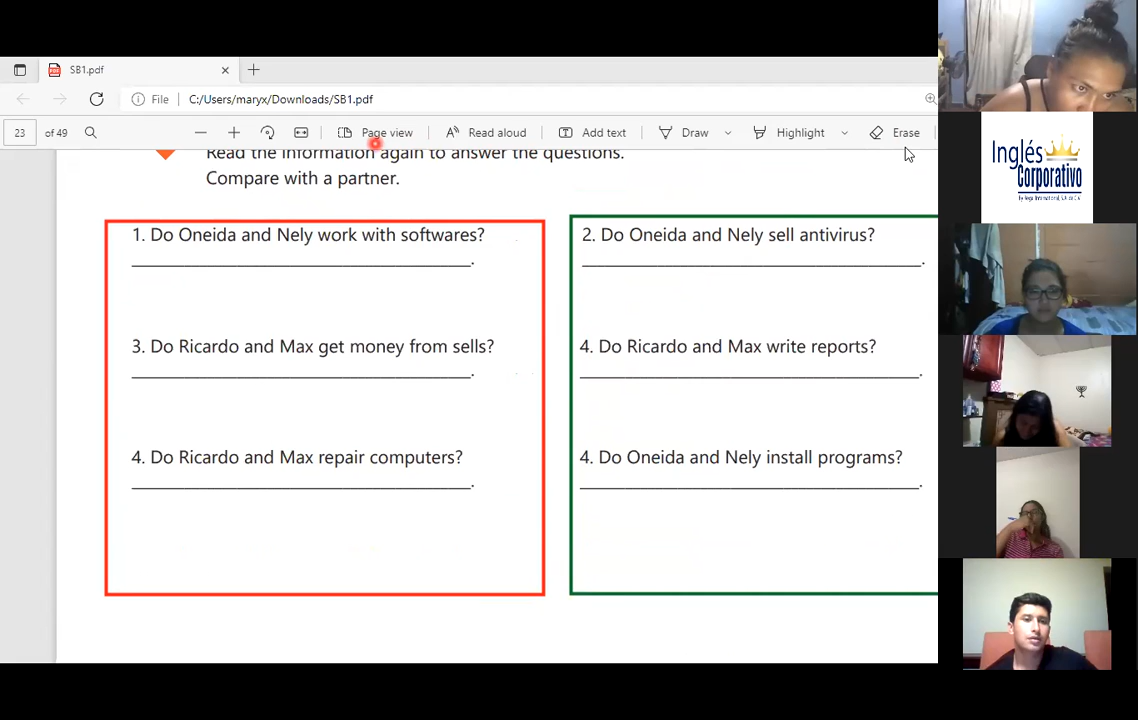 SB1.pdf
File C:/Users/maryx/Downloads/SB1.pdf
23 of 49 Page view Read aloud Add text Draw Highlight Erase
Read the information again to answer the questions.
Compare with a partner.
1. Do Oneida and Nely work with softwares?
2. Do Oneida and Nely sell antivirus?
3. Do Ricardo and Max get money from sells?
4. Do Ricardo and Max write reports?
4. Do Ricardo and Max repair computers?
4. Do Oneida and Nely install programs?
Inglés
Corporativo